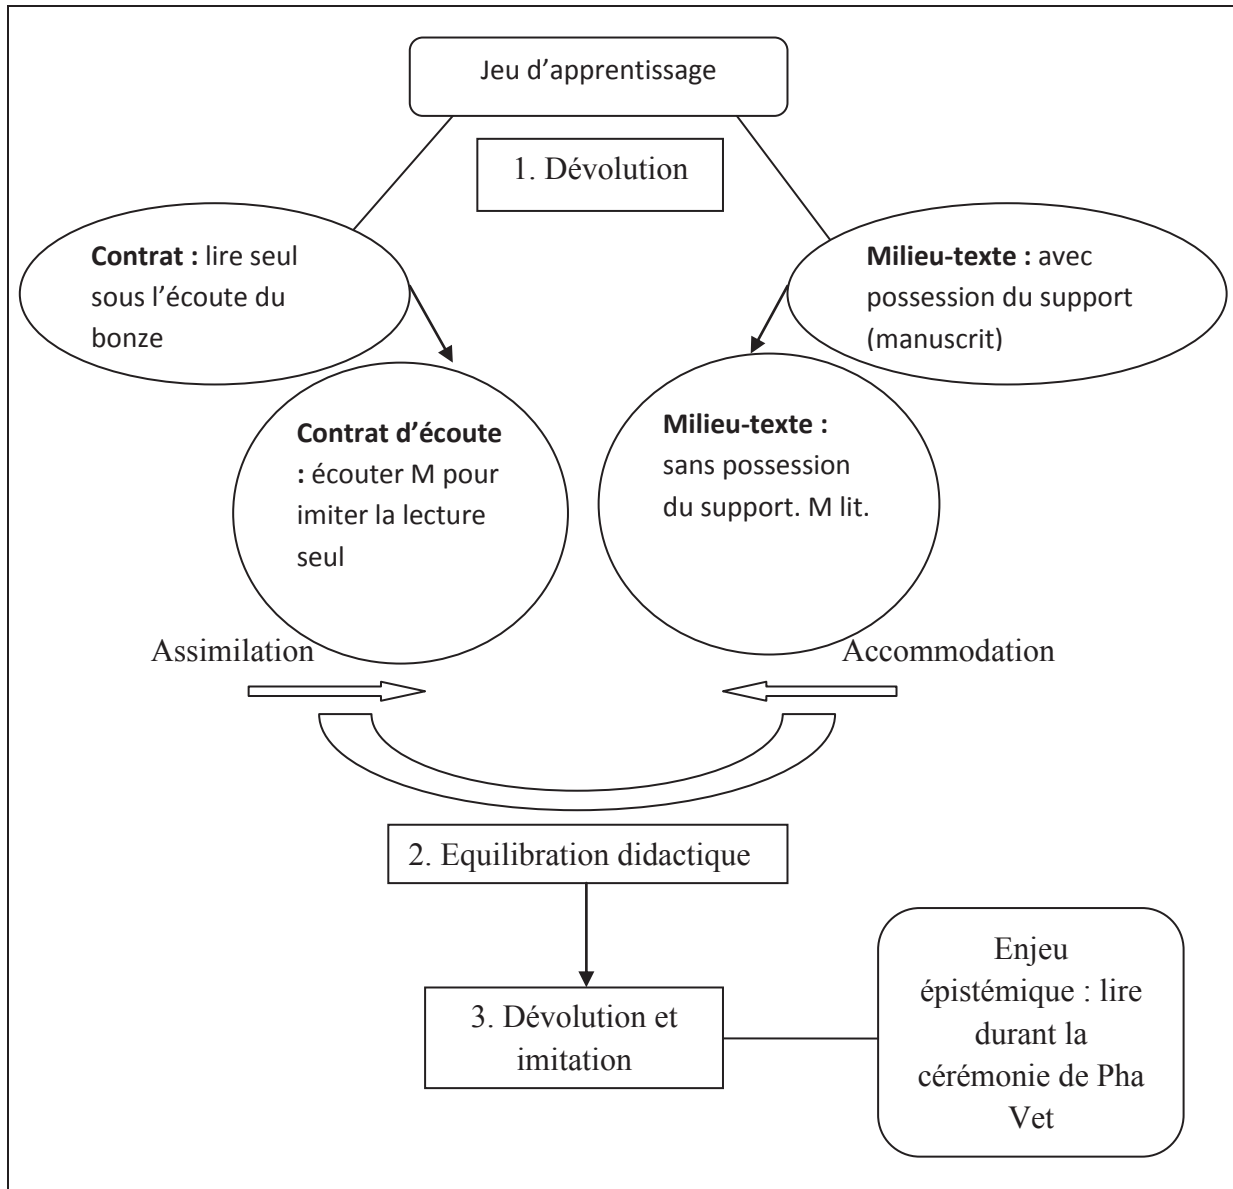 Jeu d’apprentissage
1. Dévolution
Contrat : lire seul
sous l’écoute du
bonze
Milieu-texte : avec
possession du support
(manuscrit)
Contrat d’écoute
: écouter M pour
imiter la lecture
seul
Milieu-texte :
sans possession
du support. M lit.
Assimilation
Accommodation
2. Equilibration didactique
3. Dévolution et
imitation
Enjeu
épistémique : lire
durant la
cérémonie de Pha
Vet